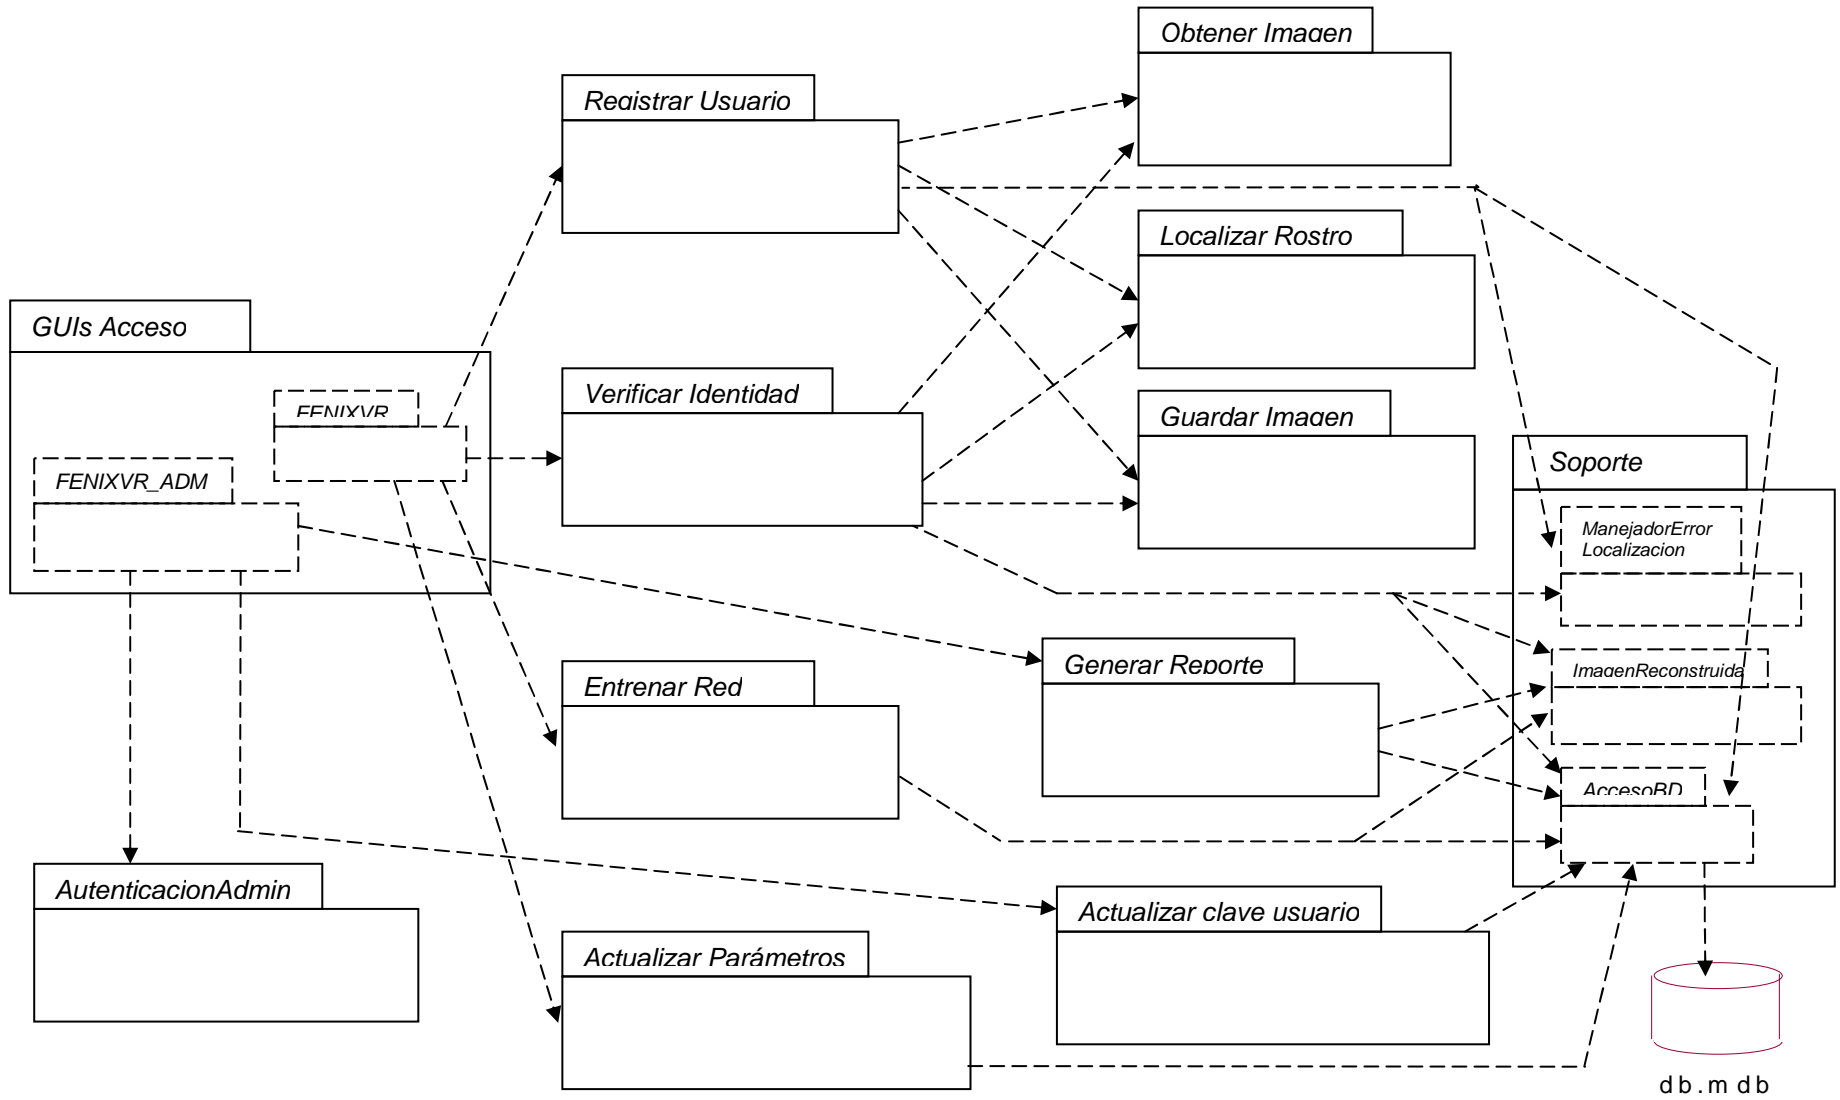 Obtener Imagen
Registrar Usuario
Localizar Rostro
GUIs Acceso
Verificar Identidad
FENIXVR
Guardar Imagen
Soporte
FENIXVR_ADM
ManejadorError
Localizacion
Generar Reporte
ImagenReconstruida
Entrenar Red
AccesoBD
AutenticacionAdmin
Actualizar clave usuario
Actualizar Parámetros
db.mdb